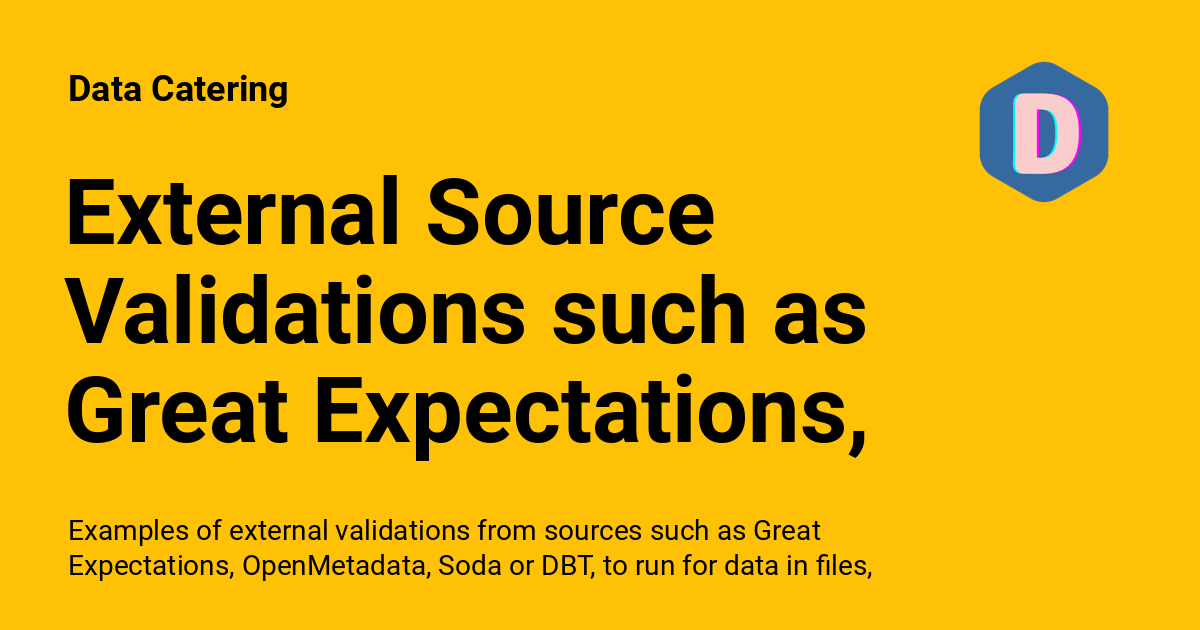 Data Catering
D
External Source
Validations such as
Great Expectations,
Examples of external validations from sources such as Great
Expectations, OpenMetadata, Soda or DBT, to run for data in files,